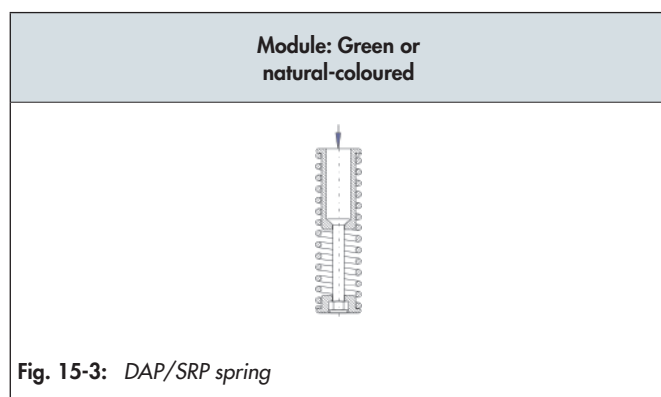 Module: Green or
natural-coloured
Fig. 15-3: DAP/SRP spring